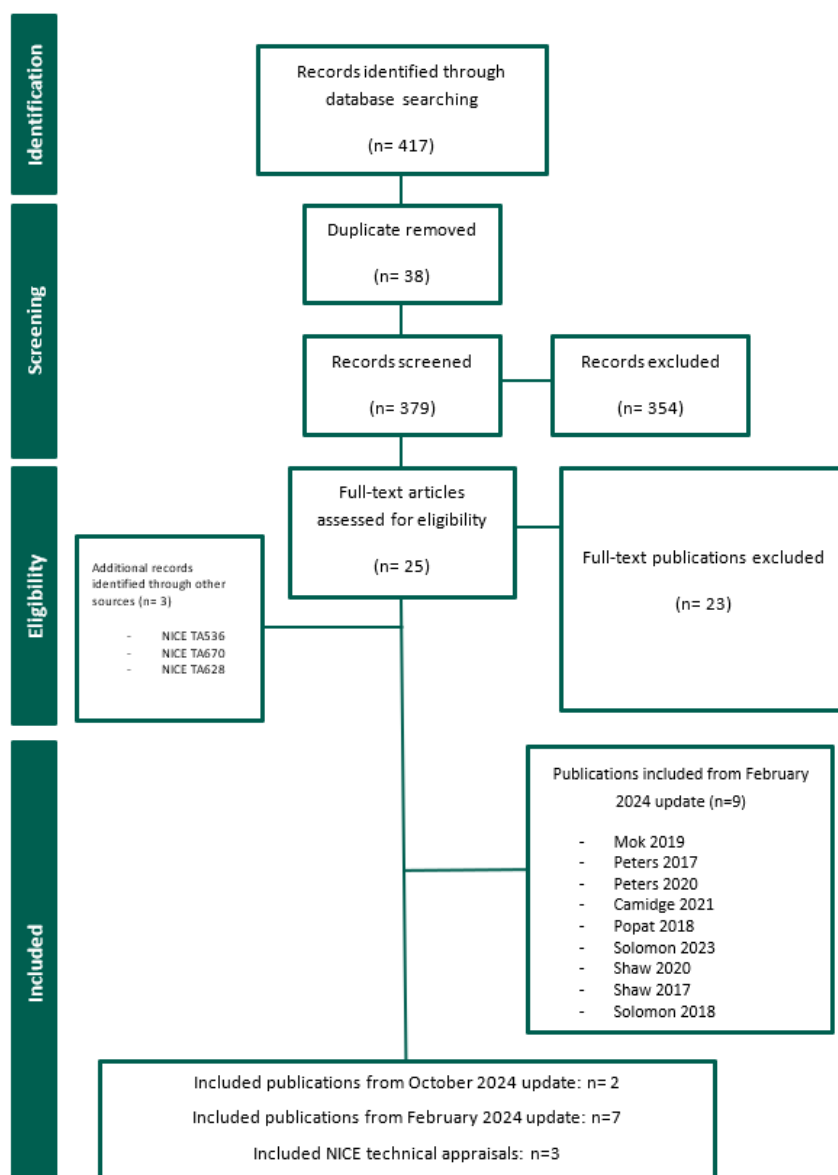 Identification
Records identified through
database searching
(n= 417)
Screening
Duplicate removed
(n= 38)
Records screened
(n= 379)
Records excluded
(n= 354)
Eligibility
Full-text articles
assessed for eligibility
(n= 25)
Full-text publications excluded
(n= 23)
Additional records
identified through other
sources (n= 3)
- NICE TA536
- NICE TA670
- NICE TA628
Included
Publications included from February
2024 update (n=9)
- Mok 2019
- Peters 2017
- Peters 2020
- Camidge 2021
- Popat 2018
- Solomon 2023
- Shaw 2020
- Shaw 2017
- Solomon 2018
Included publications from October 2024 update: n= 2
Included publications from February 2024 update: n=7
Included NICE technical appraisals: n=3